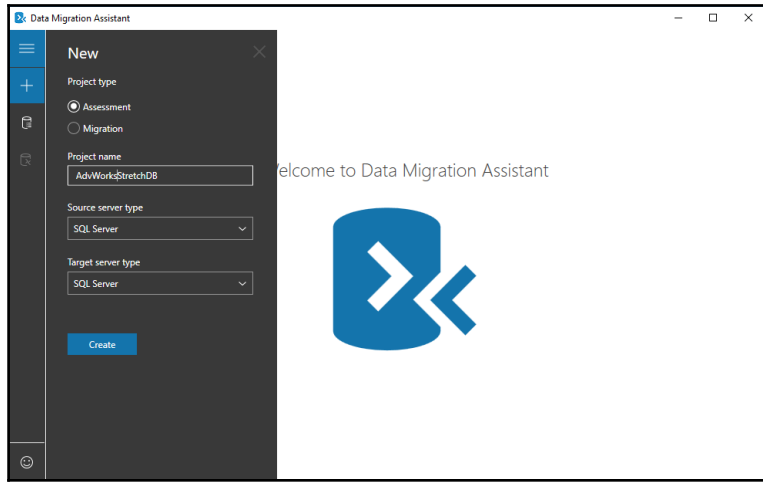 Data Migration Assistant
New
Project type
Assessment
Migration
Project name
AdvWorksStretchDB
Source server type
SQL Server
Target server type
SQL Server
Create
elcome to Data Migration Assistant